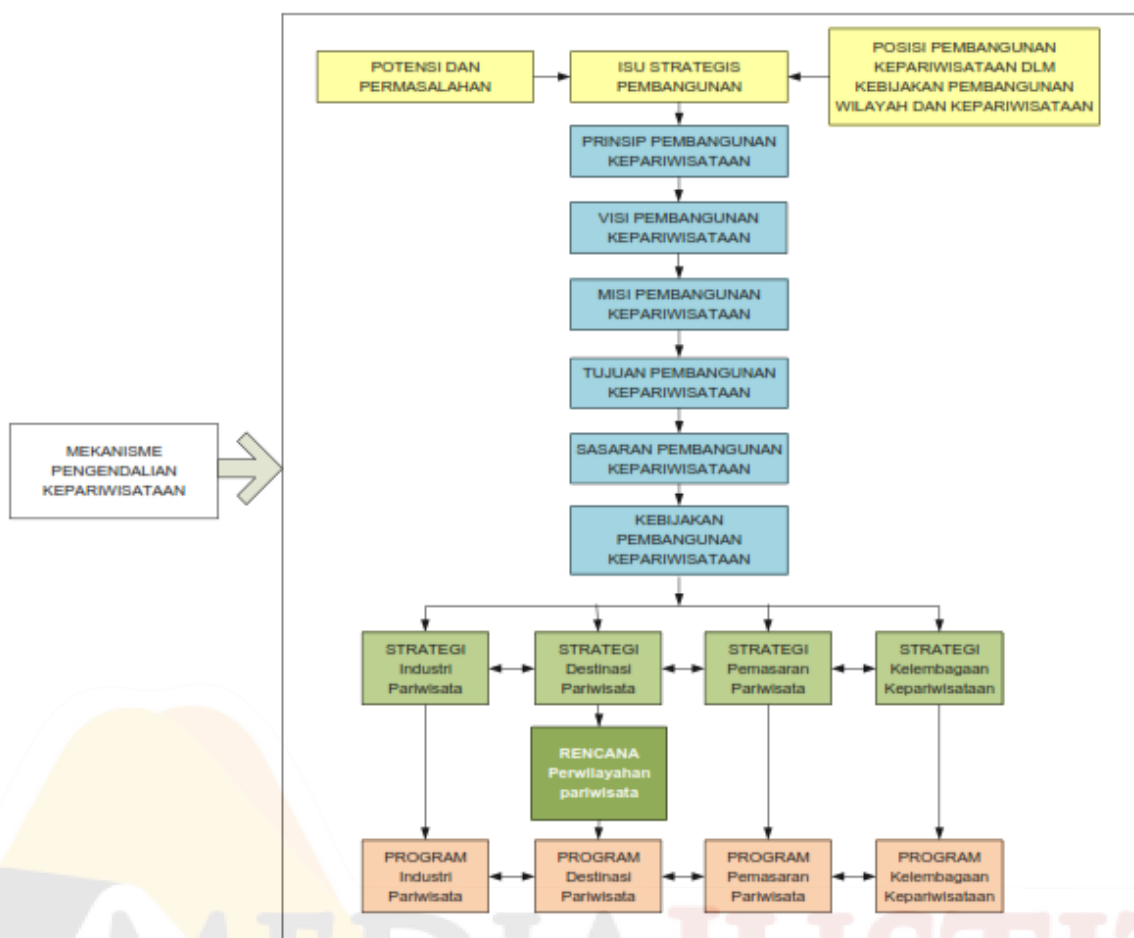 POTENSI DAN
PERMASALAHAN
ISU STRATEGIS
PEMBANGUNAN
POSISI PEMBANGUNAN
KEPARIWISATAAN DLM
KEBIJAKAN PEMBANGUNAN
WILAYAH DAN KEPARIWISATAAN
PRINSIP PEMBANGUNAN
KEPARIWISATAAN
VISI PEMBANGUNAN
KEPARIWISATAAN
MISI PEMBANGUNAN
KEPARIWISATAAN
TUJUAN PEMBANGUNAN
KEPARIWISATAAN
MEKANISME
PENGENDALIAN
KEPARIWISATAAN
SASARAN PEMBANGUNAN
KEPARIWISATAAN
KEBIJAKAN
PEMBANGUNAN
KEPARIWISATAAN
STRATEGI
Industri
Pariwisata
STRATEGI
Destinasi
Pariwisata
STRATEGI
Pemasaran
Pariwisata
STRATEGI
Kelembagaan
Kepariwisataan
RENCANA
Perwilayahan
pariwisata
PROGRAM
Industri
Pariwisata
PROGRAM
Destinasi
Pariwisata
PROGRAM
Pemasaran
Pariwisata
PROGRAM
Kelembagaan
Kepariwisataan